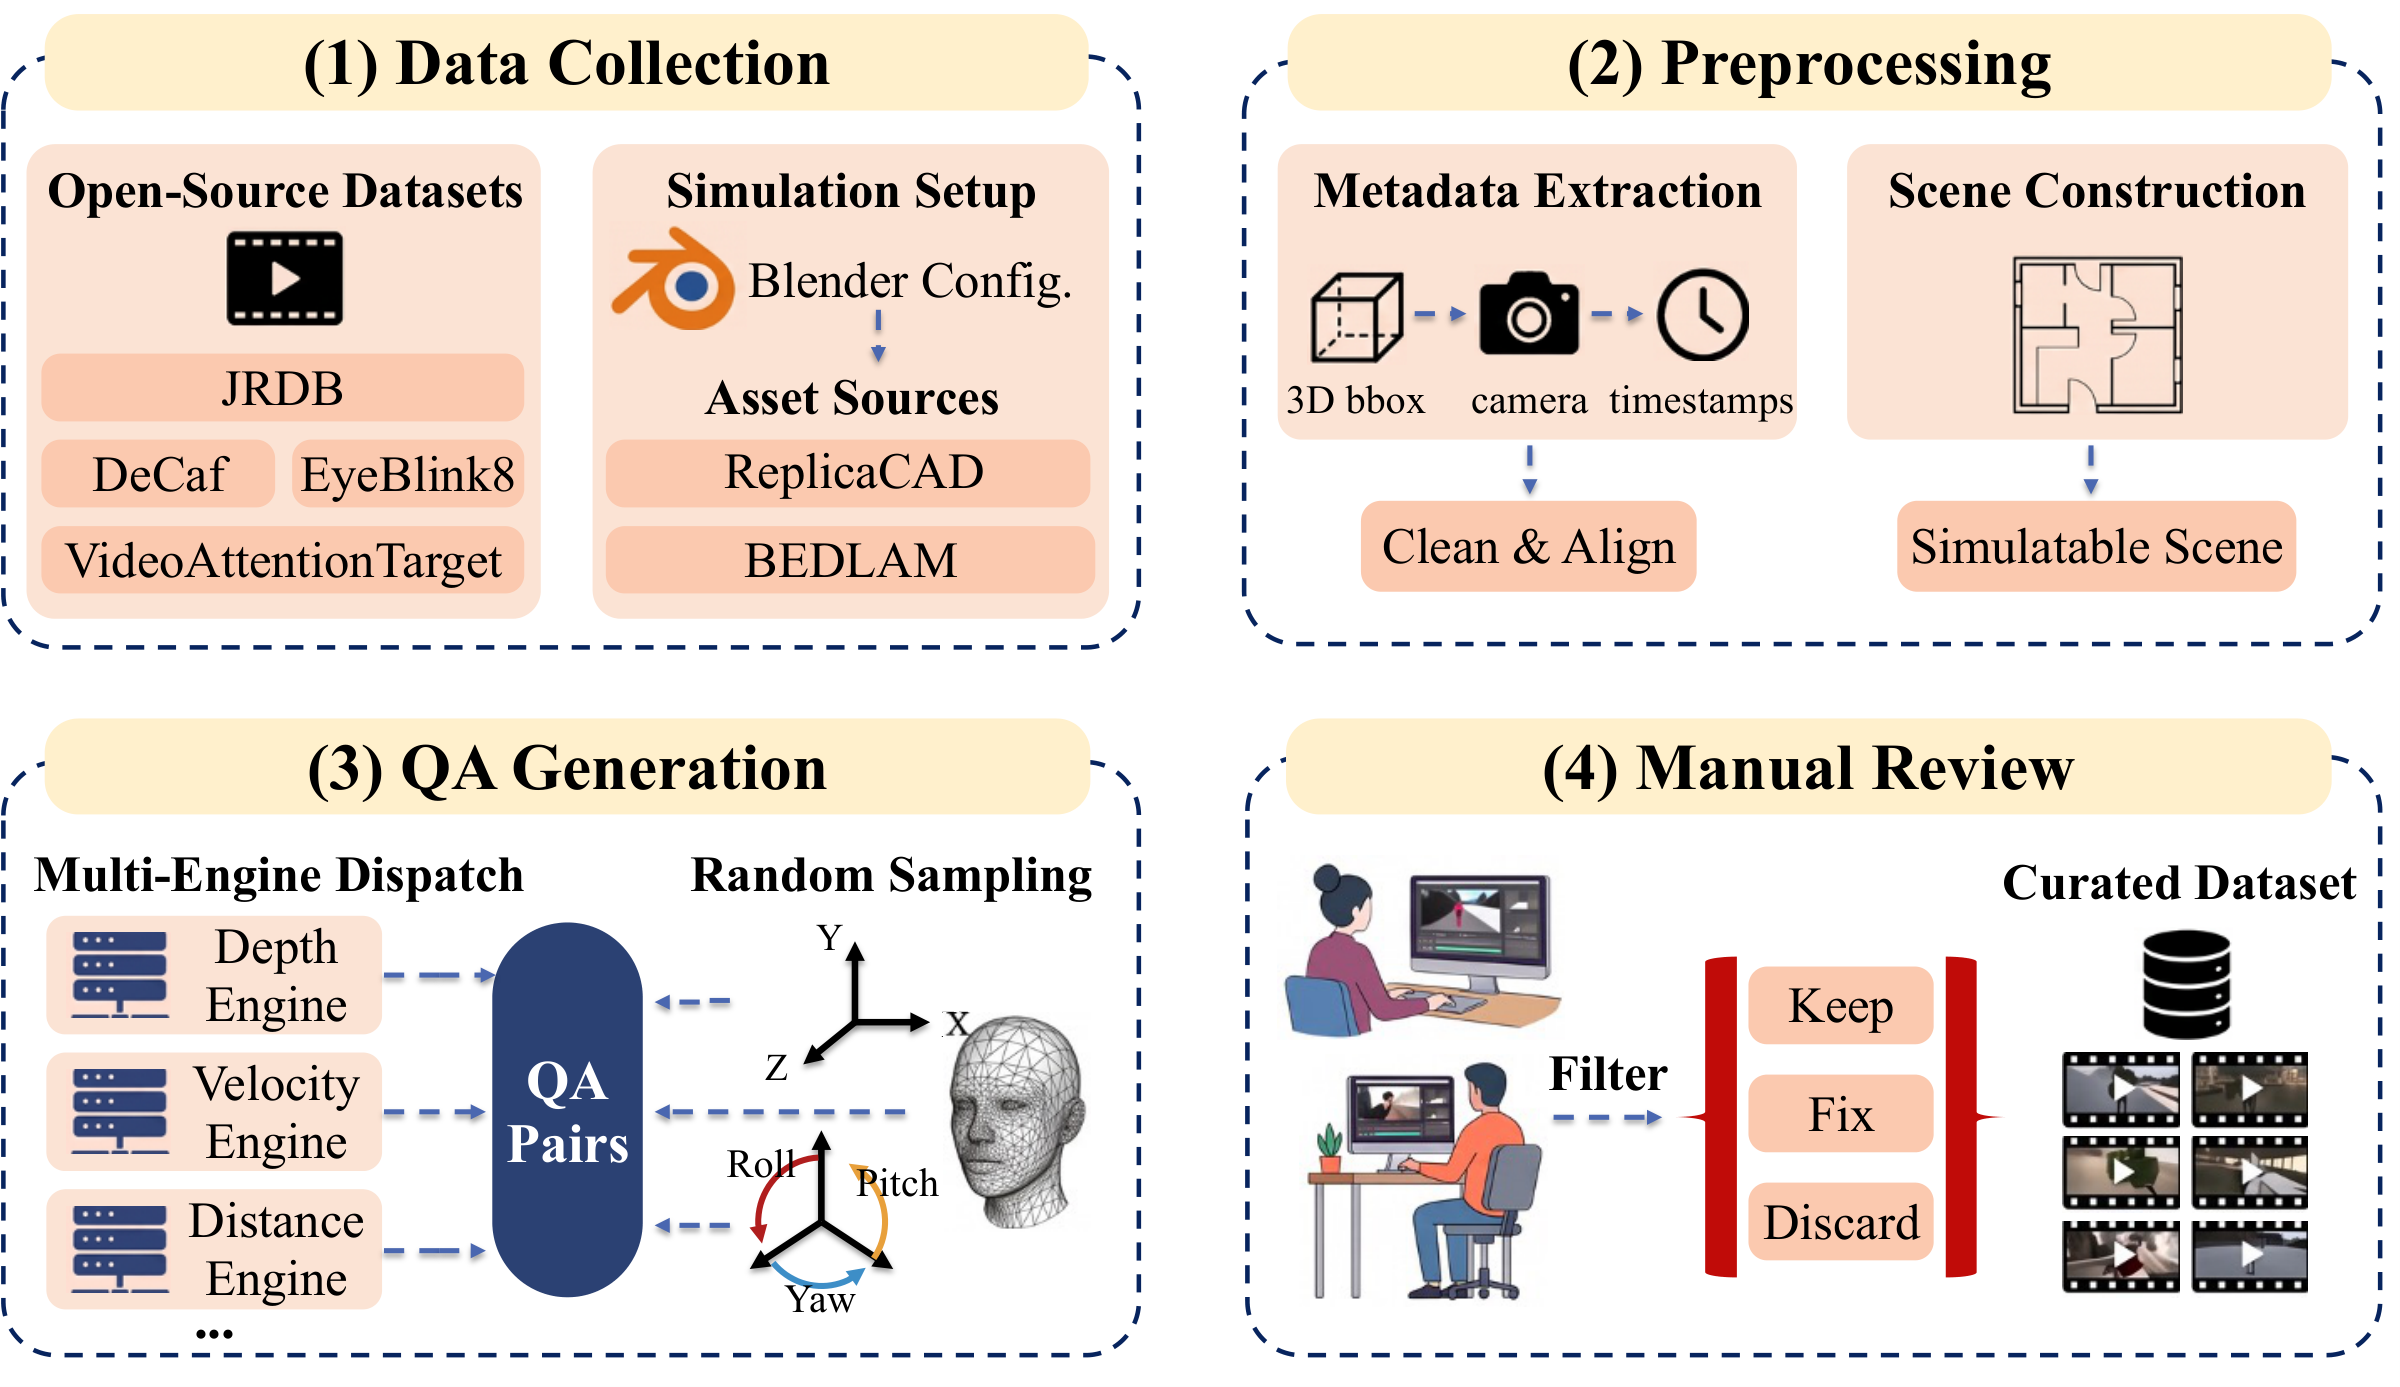 (1) Data Collection
Open-Source Datasets
JRDB
DeCaf
EyeBlink8
VideoAttentionTarget
Simulation Setup
Blender Config.
Asset Sources
ReplicaCAD
BEDLAM
(2) Preprocessing
Metadata Extraction
3D bbox
camera
timestamps
Clean & Align
Scene Construction
Simulatable Scene
(3) QA Generation
Multi-Engine Dispatch
Depth
Engine
Velocity
Engine
Distance
Engine
...
QA
Pairs
Random Sampling
Y
X
Z
Roll
Pitch
Yaw
(4) Manual Review
Filter
Keep
Fix
Discard
Curated Dataset